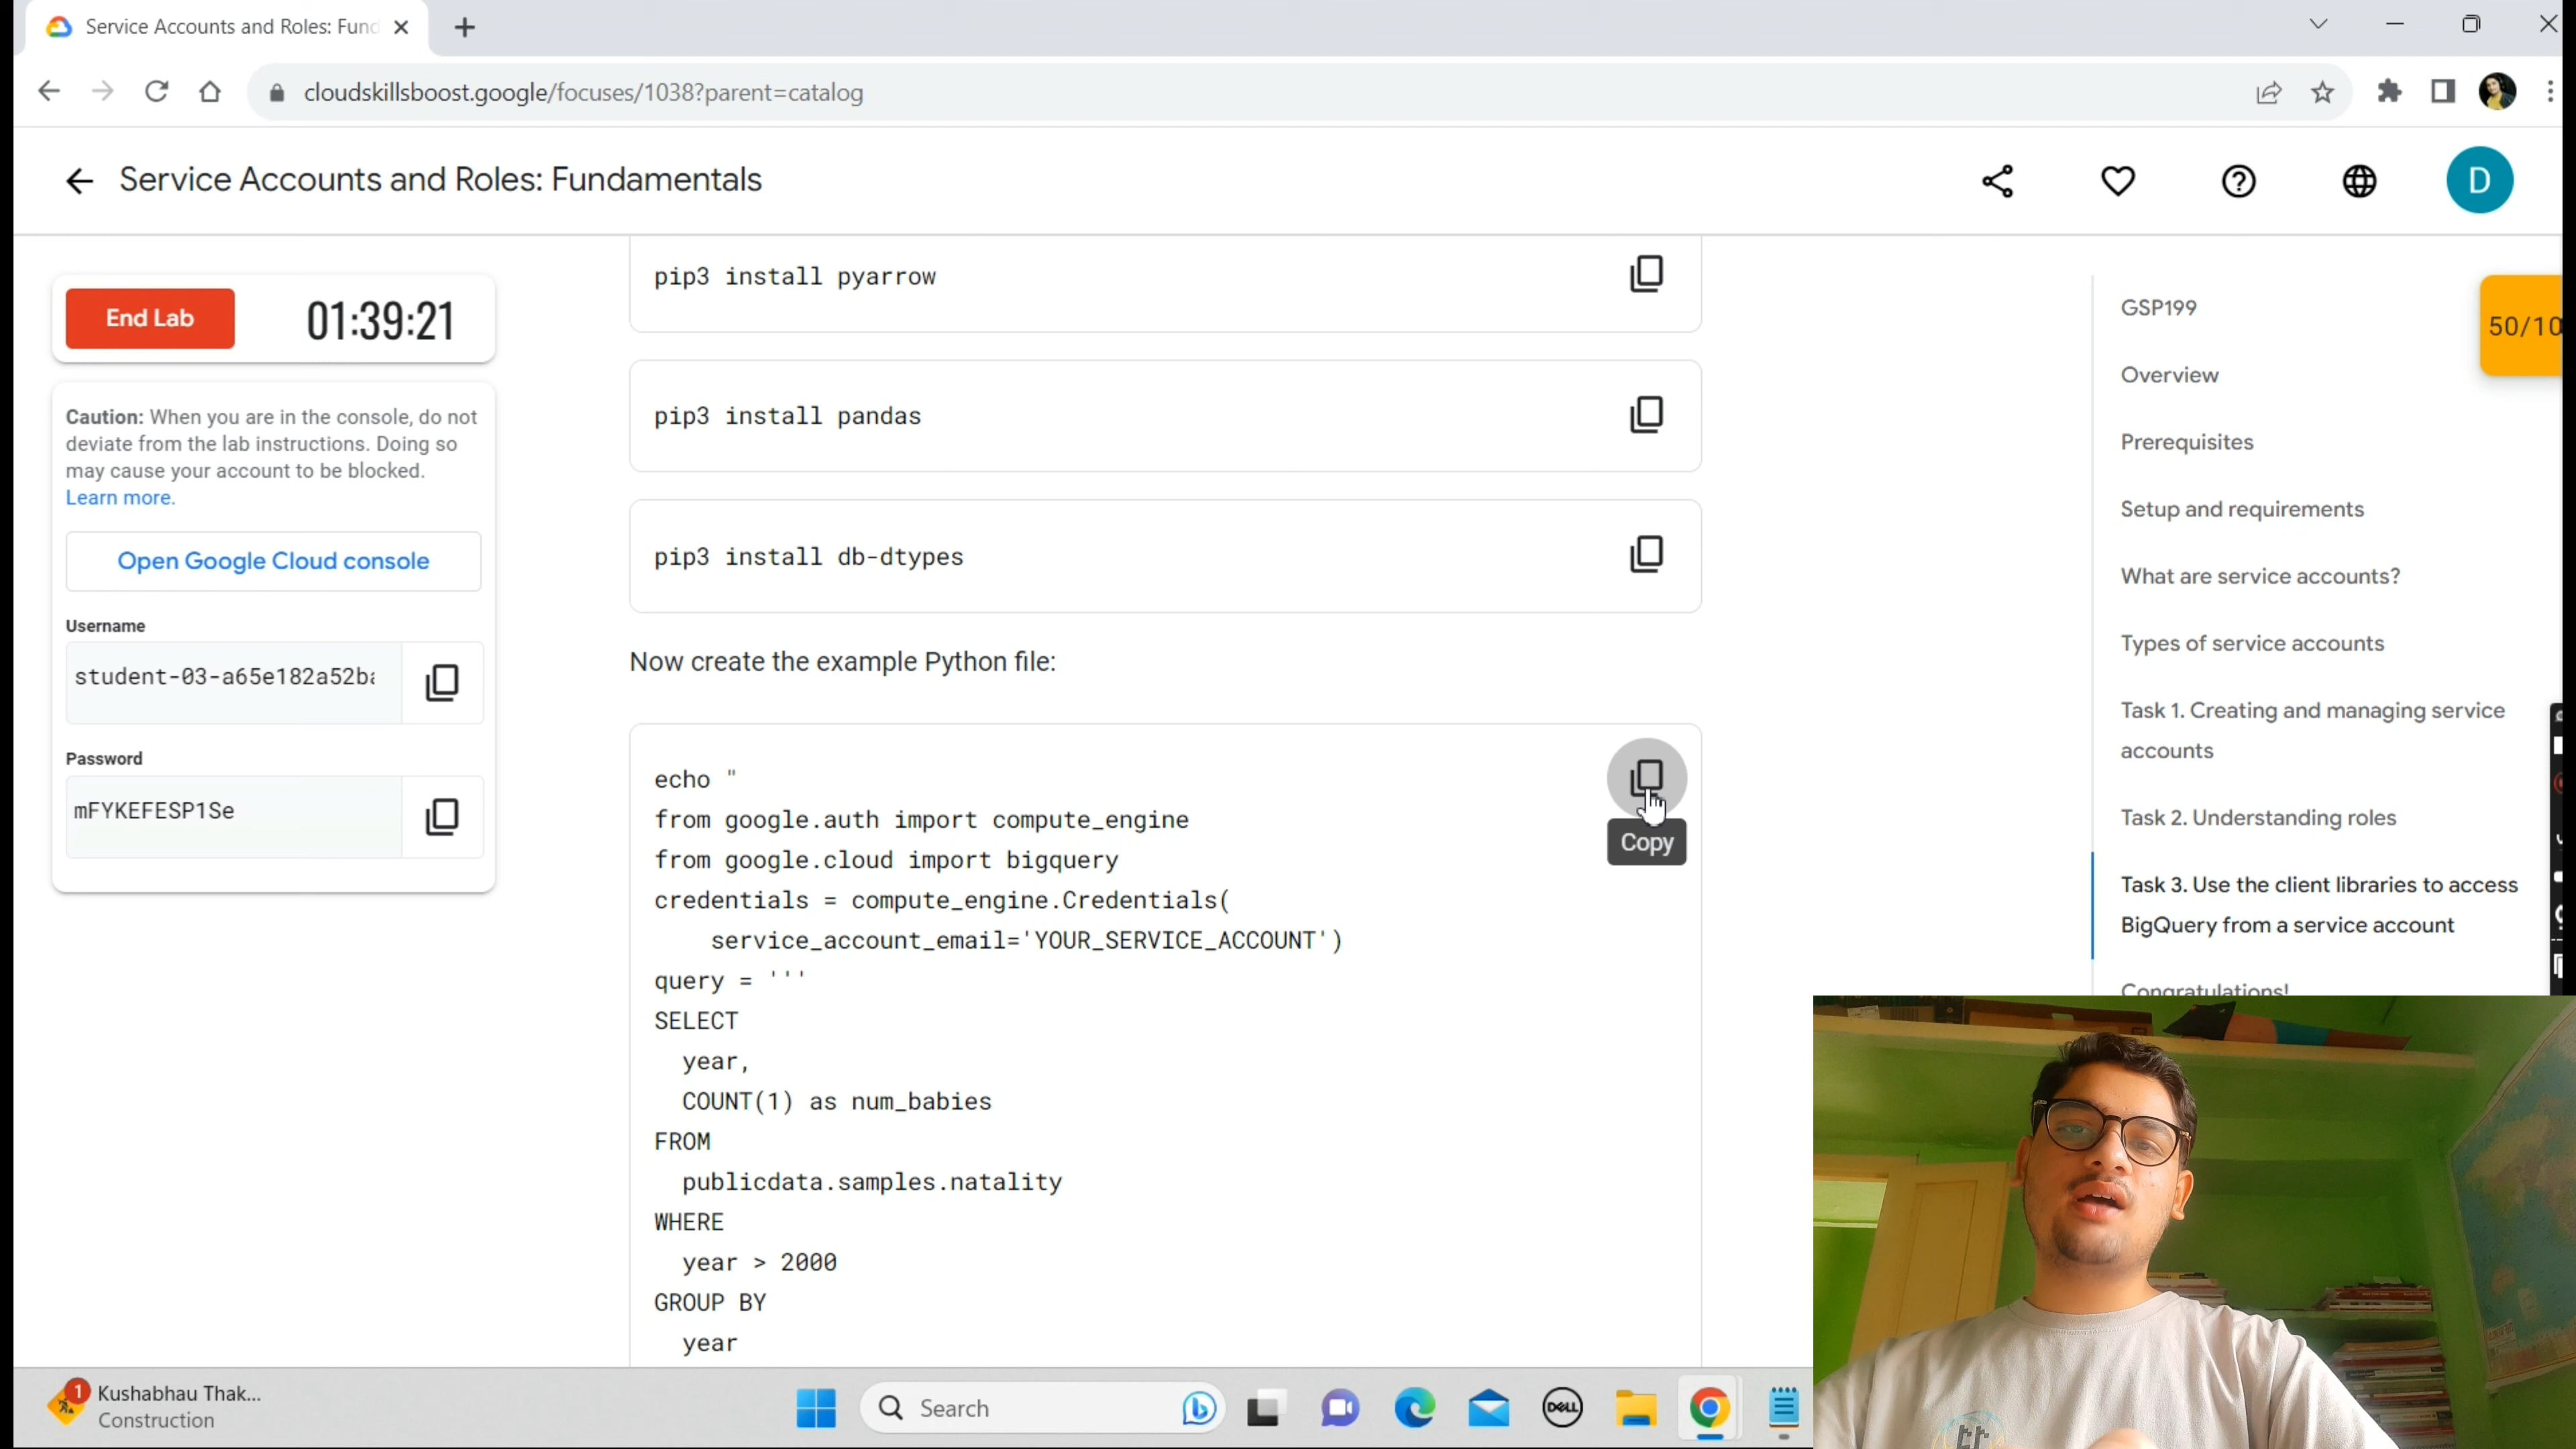 Service Accounts and Roles: Fund
cloudskillsboost.google/focuses/1038?parent=catalog
Service Accounts and Roles: Fundamentals
D
End Lab
01:39:21
Caution: When you are in the console, do not
deviate from the lab instructions. Doing so
may cause your account to be blocked.
Learn more.
Open Google Cloud console
Username
student-03-a65e182a52ba
Password
mFYKEFESP1Se
pip3 install pyarrow
pip3 install pandas
pip3 install db-dtypes
Now create the example Python file:
echo "
from google.auth import compute_engine
from google.cloud import bigquery
credentials = compute_engine.Credentials(
service_account_email='YOUR_SERVICE_ACCOUNT')
query = '''
SELECT
year,
COUNT(1) as num_babies
FROM
publicdata.samples.natality
WHERE
year > 2000
GROUP BY
year
Copy
GSP199
Overview
Prerequisites
Setup and requirements
What are service accounts?
Types of service accounts
Task 1. Creating and managing service
accounts
Task 2. Understanding roles
Task 3. Use the client libraries to access
BigQuery from a service account
Congratulations!
50/10
1
Kushabhau Thak...
Construction
Search
DELL